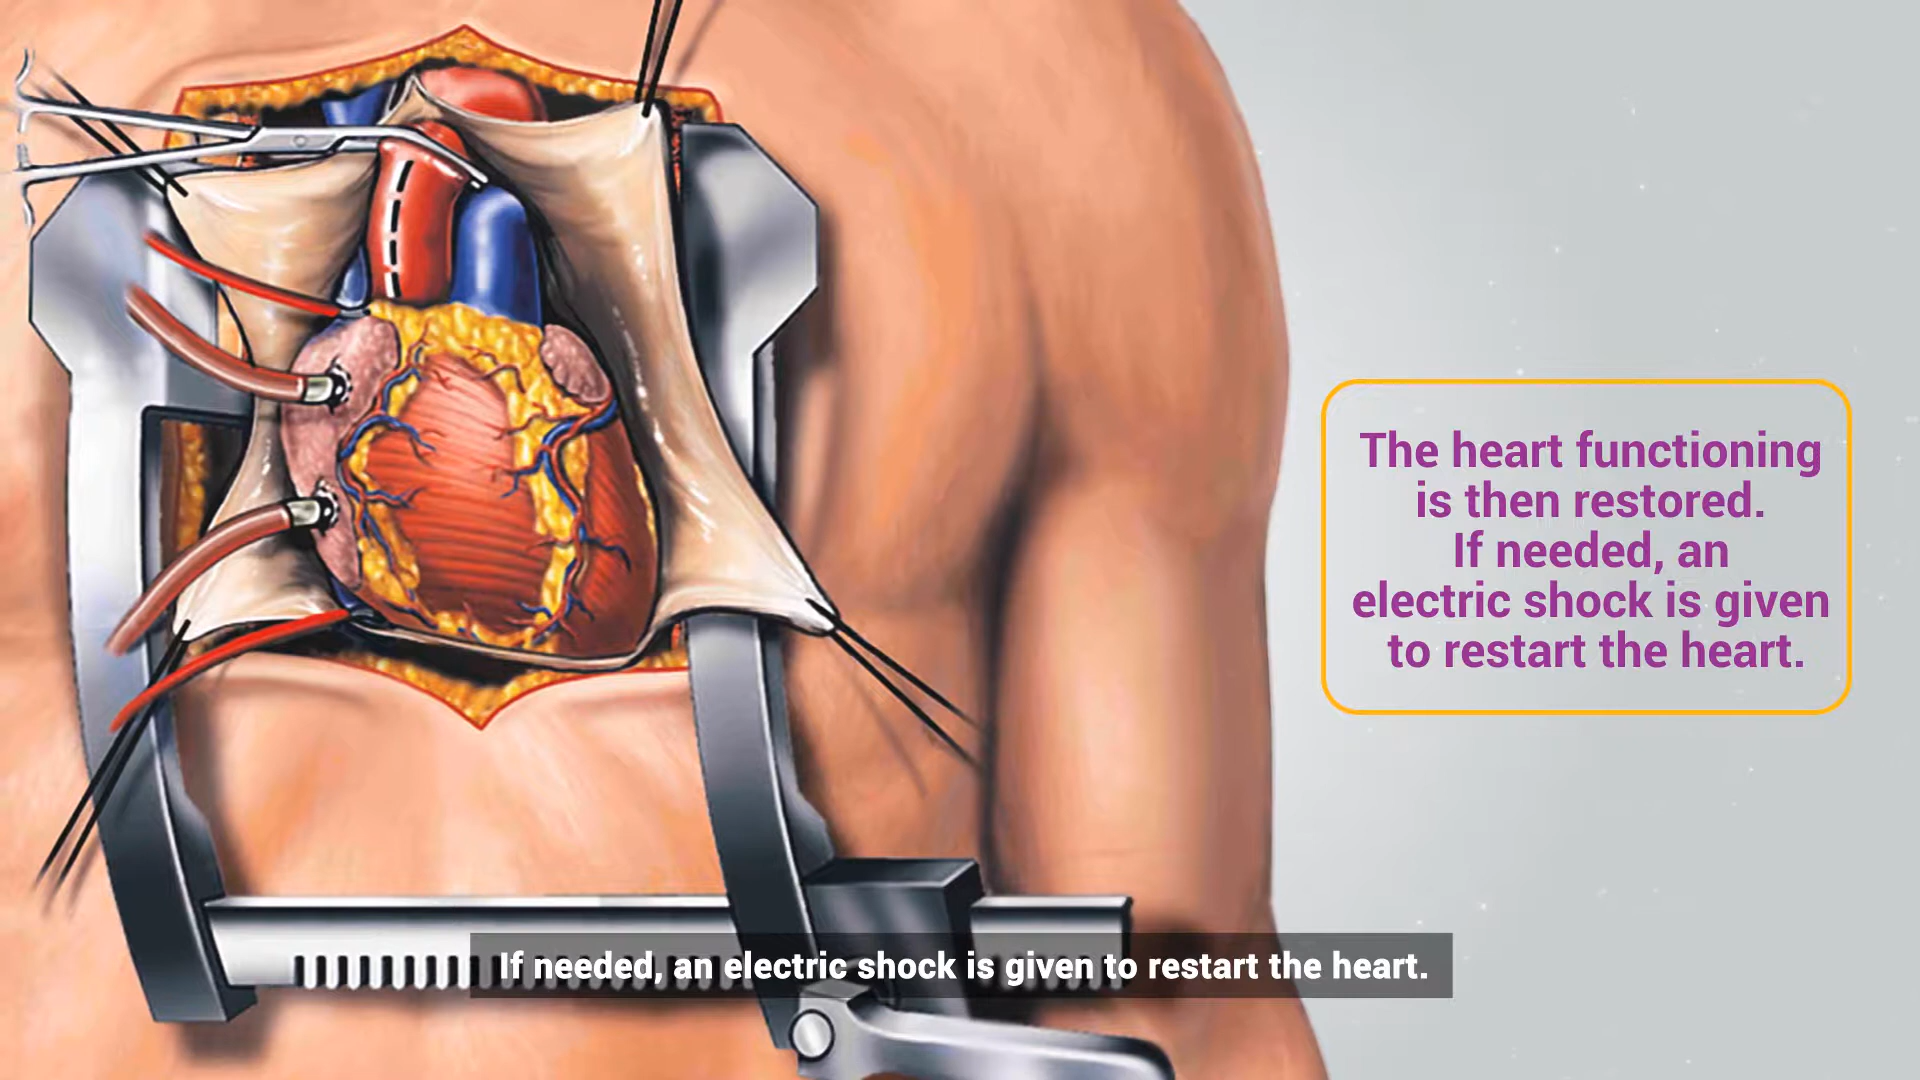 The heart functioning
is then restored.
If needed, an
electric shock is given
to restart the heart.
If needed, an electric shock is given to restart the heart.